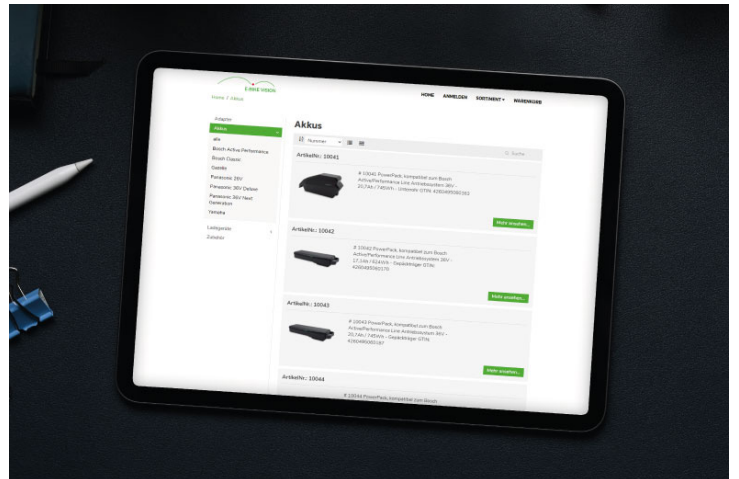 E-BIKE VISION
HOME ANMELDEN SORTIMENT WARENKORB
Home / Akkus
Adapter
Akkus
alle
Bosch Active Performance
Bosch Classic
Gazelle
Panasonic 26V
Panasonic 36V Deluxe
Panasonic 36V Next
Generation
Yamaha
Ladegeräte
Zubehör
Akkus
Nummer
Suche
ArtikelNr.: 10041
# 10041 PowerPack, kompatibel zum Bosch
Active/Performance Line Antriebssystem 36V -
20,7Ah / 745Wh - Unterrohr GTIN:
Mehr ansehen...
ArtikelNr.: 10042
# 10042 PowerPack, kompatibel zum Bosch
Active/Performance Line Antriebssystem 36V -
17,1Ah / 616Wh - Gepäckträger GTIN:
Mehr ansehen...
ArtikelNr.: 10043
# 10043 PowerPack, kompatibel zum Bosch
Active/Performance Line Antriebssystem 36V -
20,7Ah / 745Wh - Gepäckträger GTIN:
Mehr ansehen...
ArtikelNr.: 10044
# 10044 PowerPack, kompatibel zum Bosch